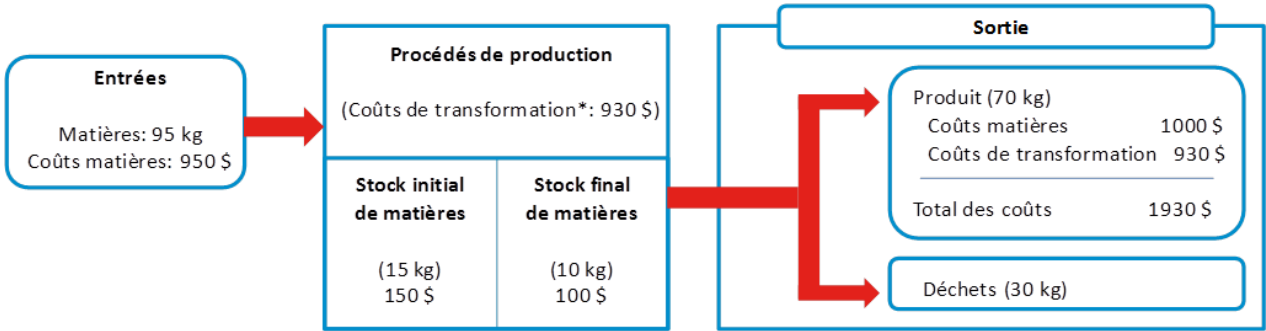 Entrées
Matières: 95 kg
Coûts matières: 950 $
Procédés de production
(Coûts de transformation*: 930 $)
Stock initial
de matières
(15 kg)
150 $
Stock final
de matières
(10 kg)
100 $
Sortie
Produit (70 kg)
Coûts matières 1000 $
Coûts de transformation 930 $
Total des coûts 1930 $
Déchets (30 kg)